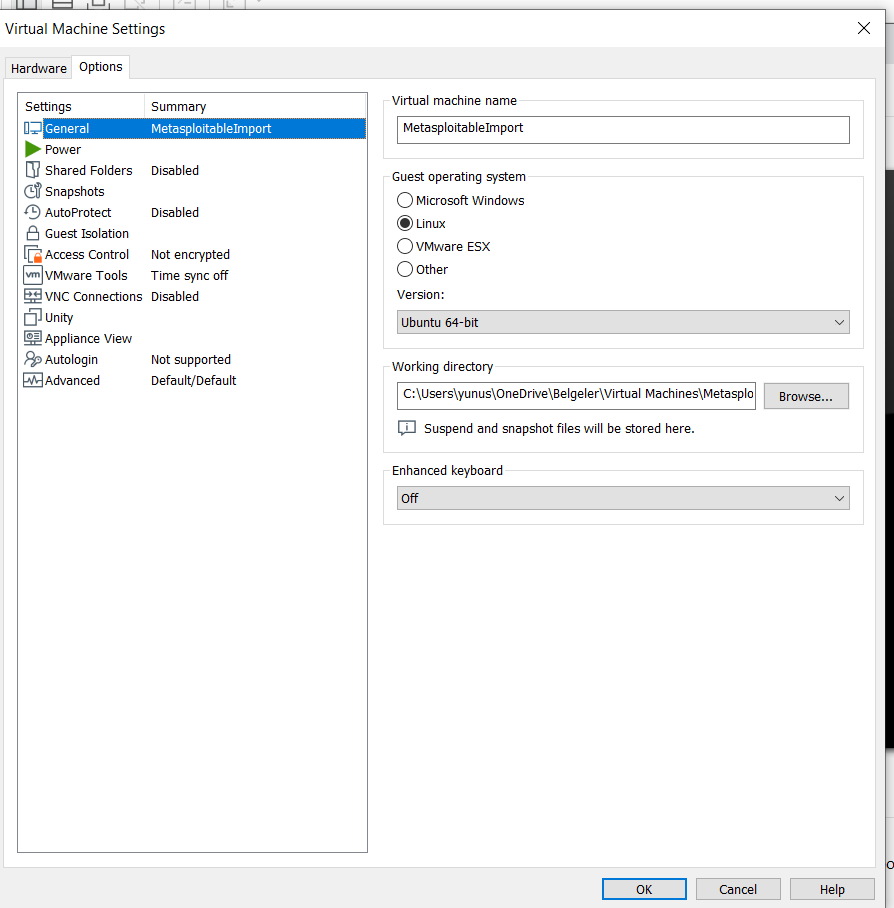 Virtual Machine Settings
Hardware Options
Settings Summary
General MetasploitableImport
Power
Shared Folders Disabled
Snapshots
AutoProtect Disabled
Guest Isolation
Access Control Not encrypted
vm VMware Tools Time sync off
VNC Connections Disabled
Unity
Appliance View
Autologin Not supported
Advanced Default/Default
Virtual machine name
MetasploitableImport
Guest operating system
Microsoft Windows
Linux
VMware ESX
Other
Version:
Ubuntu 64-bit
Working directory
C:\Users\yunus\OneDrive\Belgeler\Virtual Machines\Metasplo
Browse...
Suspend and snapshot files will be stored here.
Enhanced keyboard
Off
OK Cancel Help